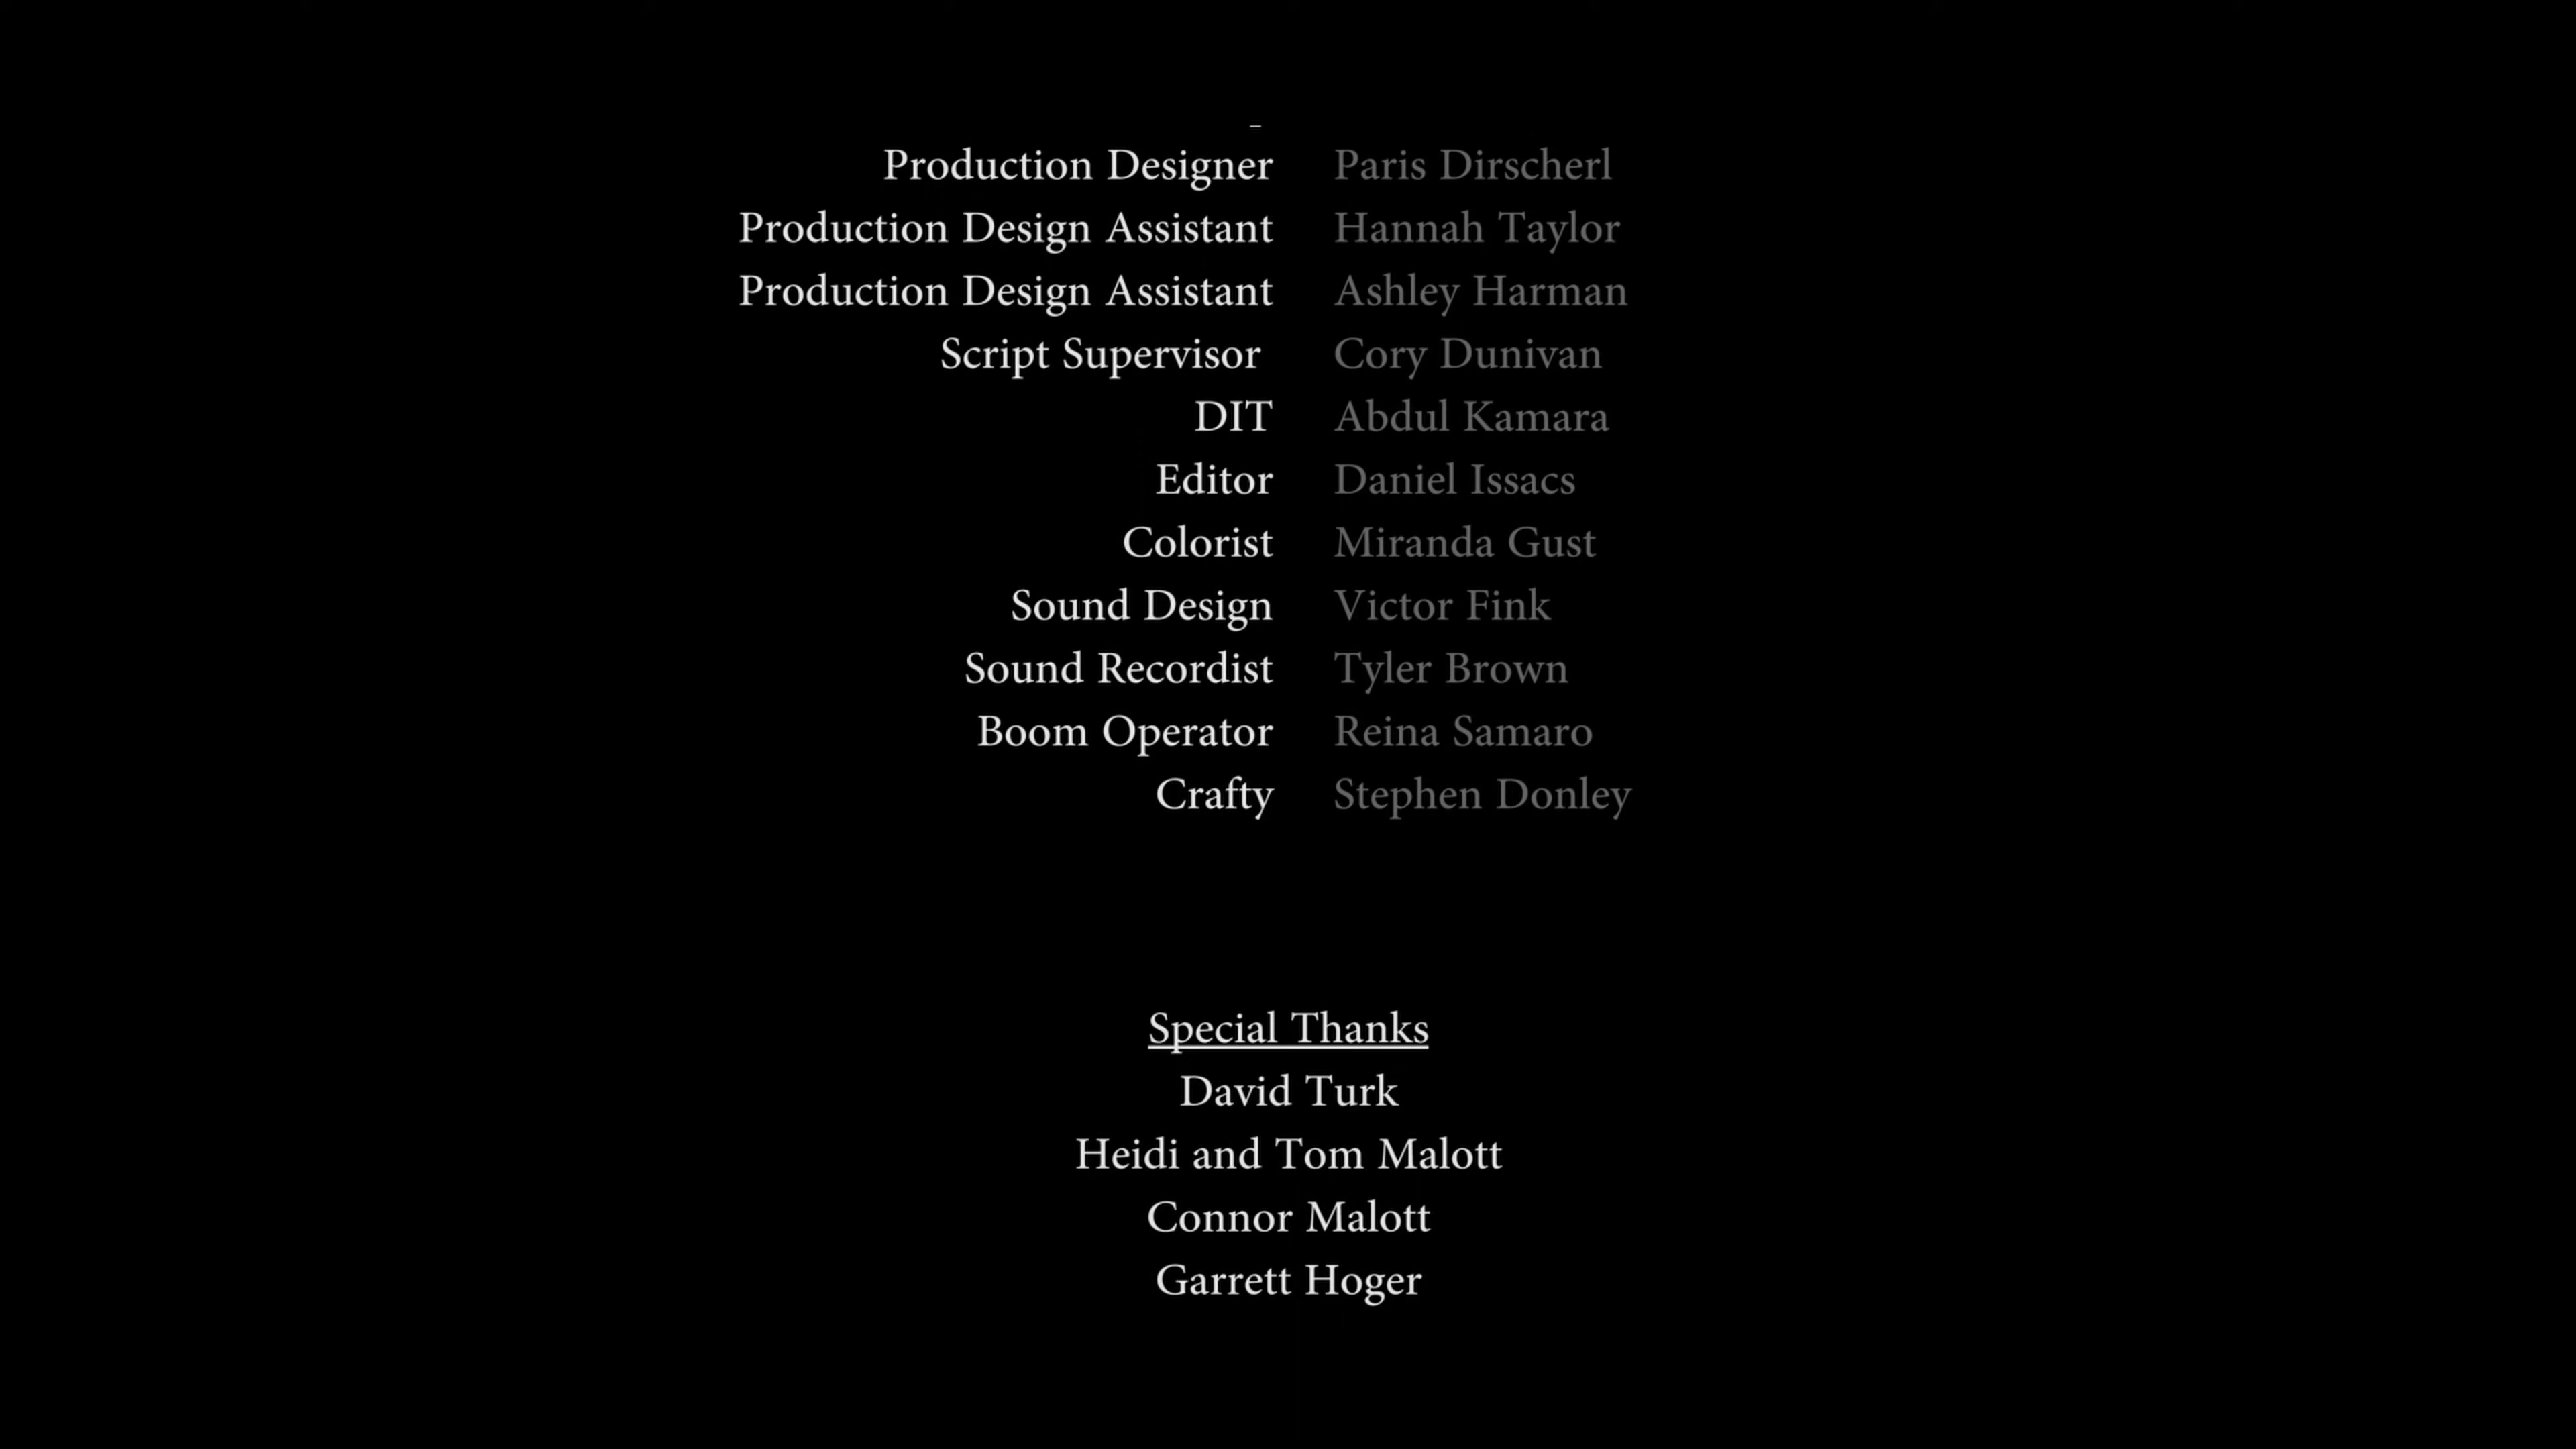 Production Designer Paris Dirscherl
Production Design Assistant Hannah Taylor
Production Design Assistant Ashley Harman
Script Supervisor Cory Dunivan
DIT Abdul Kamara
Editor Daniel Issacs
Colorist Miranda Gust
Sound Design Victor Fink
Sound Recordist Tyler Brown
Boom Operator Reina Samaro
Crafty Stephen Donley
Special Thanks
David Turk
Heidi and Tom Malott
Connor Malott
Garrett Hoger